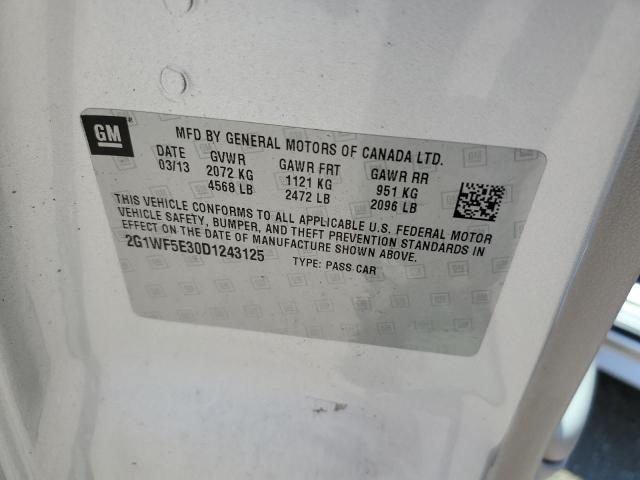 GM
MFD BY GENERAL MOTORS OF CANADA LTD.
DATE GVWR GAWR FRT GAWR RR
03/13 2072 KG 1121 KG 951 KG
4568 LB 2472 LB 2096 LB
THIS VEHICLE CONFORMS TO ALL APPLICABLE U.S. FEDERAL MOTOR
VEHICLE SAFETY, BUMPER, AND THEFT PREVENTION STANDARDS IN
EFFECT ON THE DATE OF MANUFACTURE SHOWN ABOVE.
2G1WF5E30D1243125 TYPE: PASS CAR